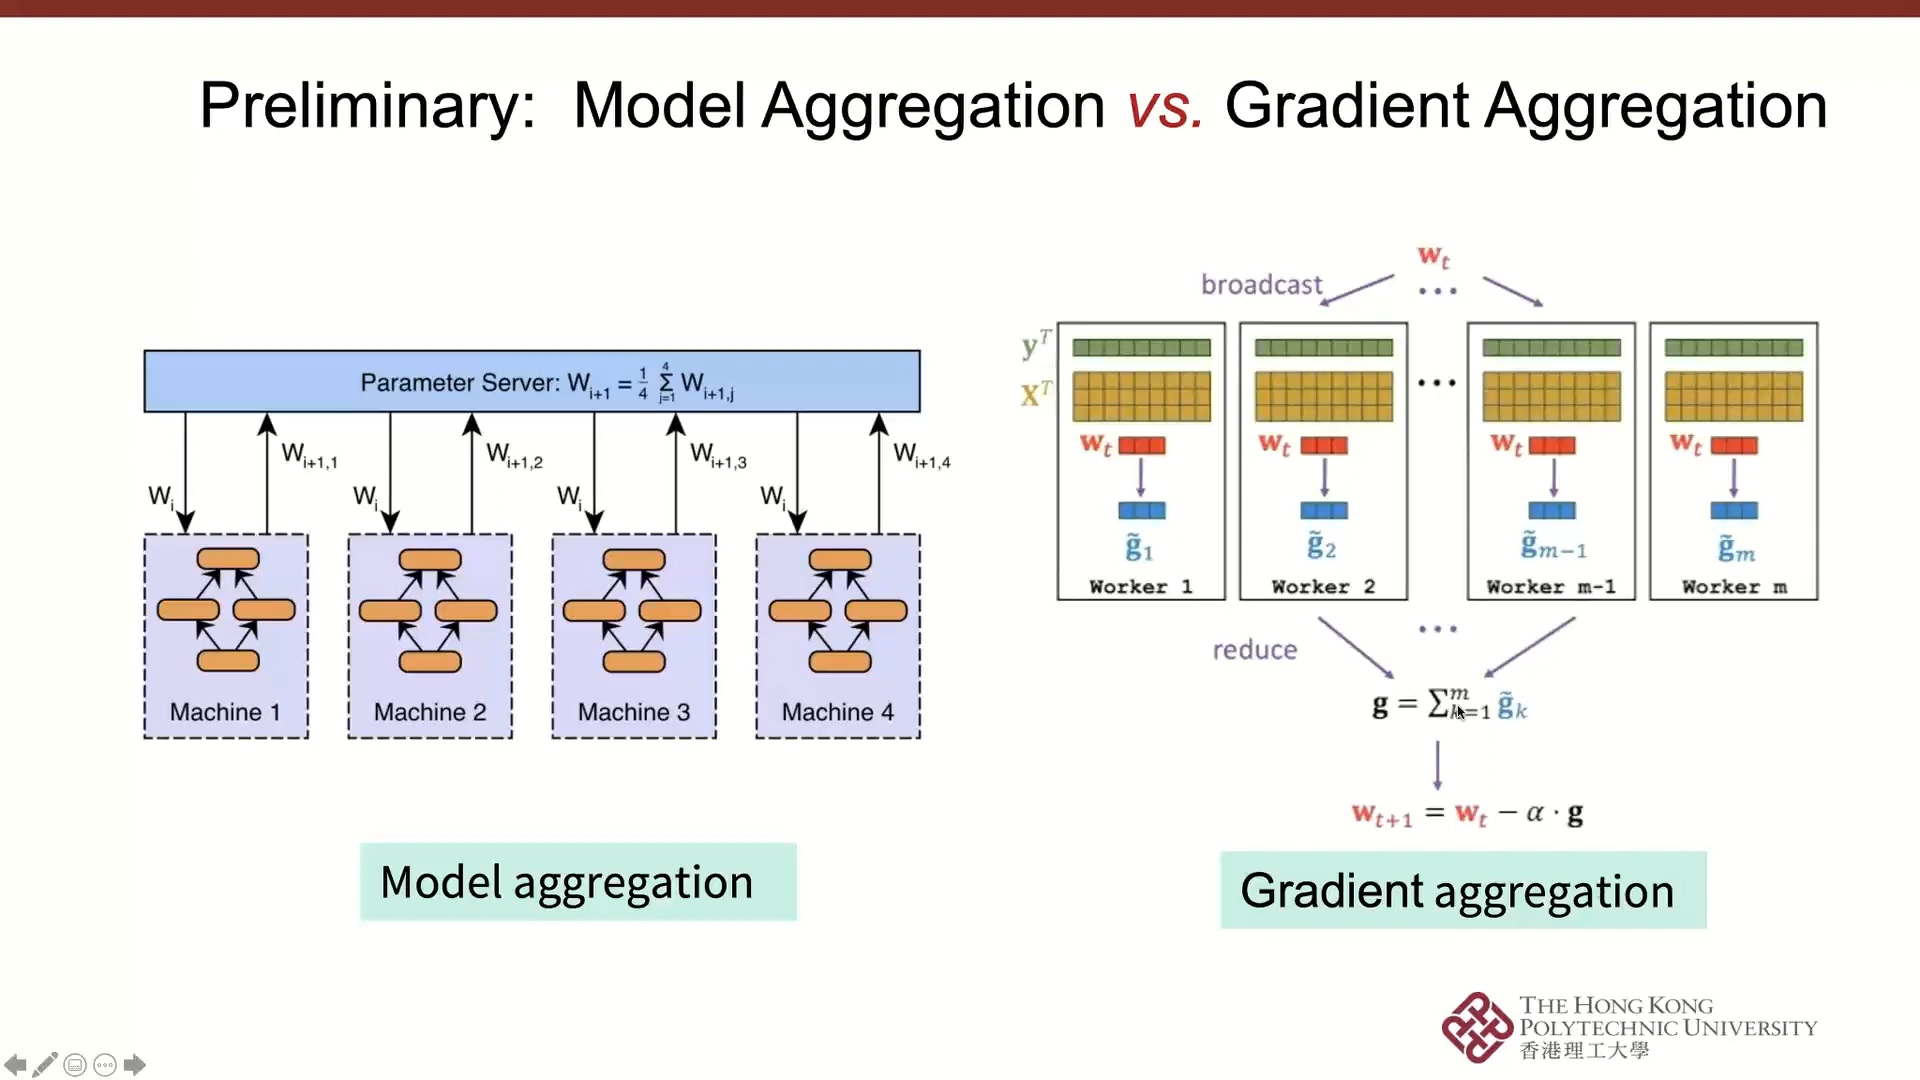 Preliminary: Model Aggregation vs. Gradient Aggregation
Parameter Server: W_{i+1} = 1/4 Σ_{j=1}^{4} W_{i+1,j}
W_i
W_{i+1,1}
W_i
W_{i+1,2}
W_i
W_{i+1,3}
W_i
W_{i+1,4}
Machine 1
Machine 2
Machine 3
Machine 4
Model aggregation
w_t
broadcast
...
y^T
X^T
...
w_t
w_t
w_t
w_t
g̃_1
g̃_2
g̃_{m−1}
g̃_m
Worker 1
Worker 2
Worker m-1
Worker m
...
reduce
g = Σ_{k=1}^{m} g̃_k
w_{t+1} = w_t − α · g
Gradient aggregation
THE HONG KONG
POLYTECHNIC UNIVERSITY
香港理工大學